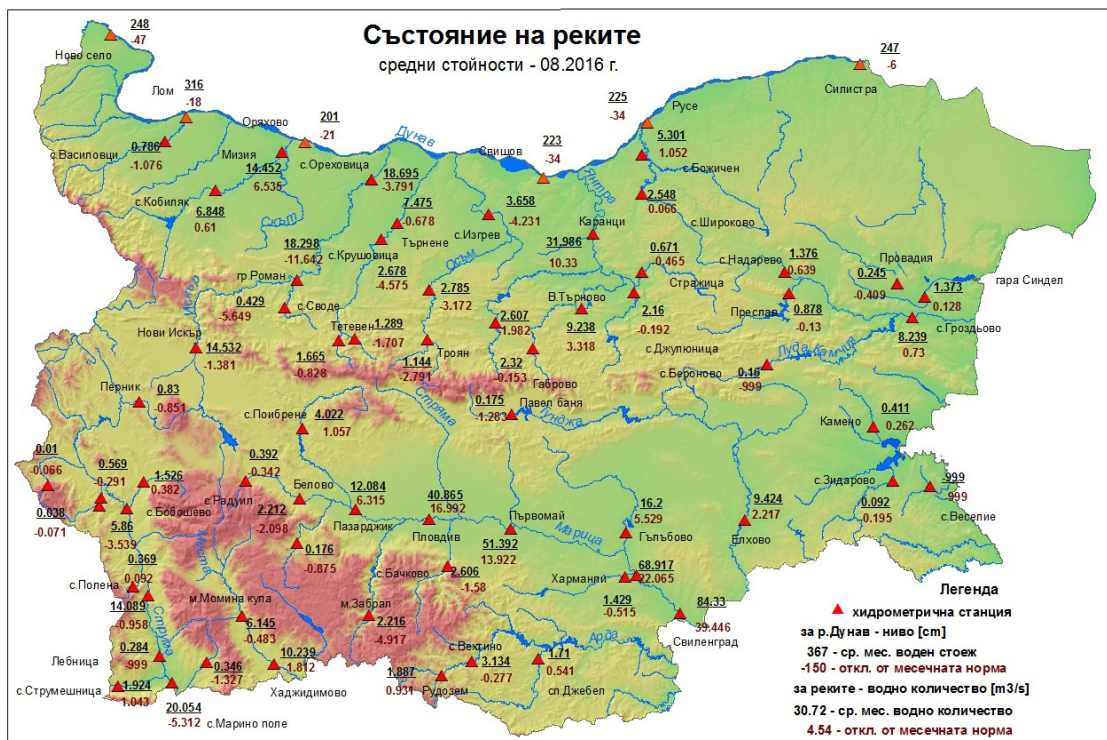 Състояние на реките
средни стойности - 08.2016 г.
248
-47
Ново село
Лом
316
-18
Оряхово
201
-21
Дунав
Свищов
223
-34
225
-34
Русе
247
-6
Силистра
с.Василовци
0.786
-1.076
Мизия
14.452
6.535
с.Ореховица
18.695
-3.791
5.301
1.052
с.Божичен
Янтра
с.Кобиляк
6.848
0.61
Скът
7.475
-0.678
Търнене
3.658
-4.231
с.Изгрев
Каранци
31.986
10.33
2.548
0.066
с.Широково
18.298
-11.642
гр.Роман
с.Крушовица
2.678
-4.575
Осъм
2.785
-3.172
0.671
-0.465
Стражица
с.Надарево
1.376
0.639
Провадия
0.245
-0.409
1.373
0.128
гара Синдел
Искър
0.429
-5.649
с.Своде
В.Търново
9.238
3.318
2.16
-0.192
с.Джулюница
Преслав
0.878
-0.13
8.239
0.73
с.Гроздьово
Нови Искър
14.532
-1.381
Тетевен
1.665
-0.828
1.289
-1.707
1.144
-2.791
Троян
2.607
-1.982
2.32
-0.153
Габрово
с.Бероново
0.16
-999
Луда Камчия
Перник
0.83
-0.851
с.Поибрене
4.022
1.057
Стряма
0.175
-1.283
Павел баня
Тунджа
Камено
0.411
0.262
0.01
-0.066
0.038
-0.071
0.569
-0.291
1.526
0.382
с.Бобошево
5.86
-3.539
0.392
-0.342
с.Радуил
Белово
2.212
-2.098
12.084
6.315
Пазарджик
40.865
16.992
Пловдив
Първомай
51.392
13.922
Марица
16.2
5.529
Гълъбово
9.424
2.217
Елхово
с.Зидарово
0.092
-0.195
-999
-999
с.Веселие
0.369
0.092
с.Полена
14.089
-0.958
Места
0.176
-0.875
с.Бачково
2.606
-1.58
Харманли
68.917
22.065
1.429
-0.515
84.33
39.446
Свиленград
Струма
м.Момина кула
6.145
-0.483
м.Забрал
2.216
-4.917
Арда
Лебница
0.284
-999
0.346
-1.327
10.239
1.812
Хаджидимово
с.Вехтино
3.134
-0.277
1.887
0.931
Рудозем
1.71
0.541
сп.Джебел
с.Струмешница
1.924
1.043
20.054
-5.312
с.Марино поле
Легенда
хидрометрична станция
за р.Дунав - ниво [cm]
367 - ср. мес. воден стоеж
-150 - откл. от месечната норма
за реките - водно количество [m3/s]
30.72 - ср. мес. водно количество
4.54 - откл. от месечната норма